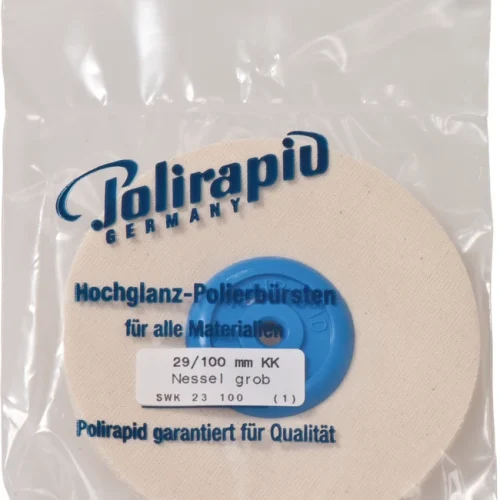 Polirapid
GERMANY
Hochglanz-Polierbürsten
für alle Materialien
29/100 mm KK
Nessel grob
SWK 23 100 (1)
Polirapid garantiert für Qualität